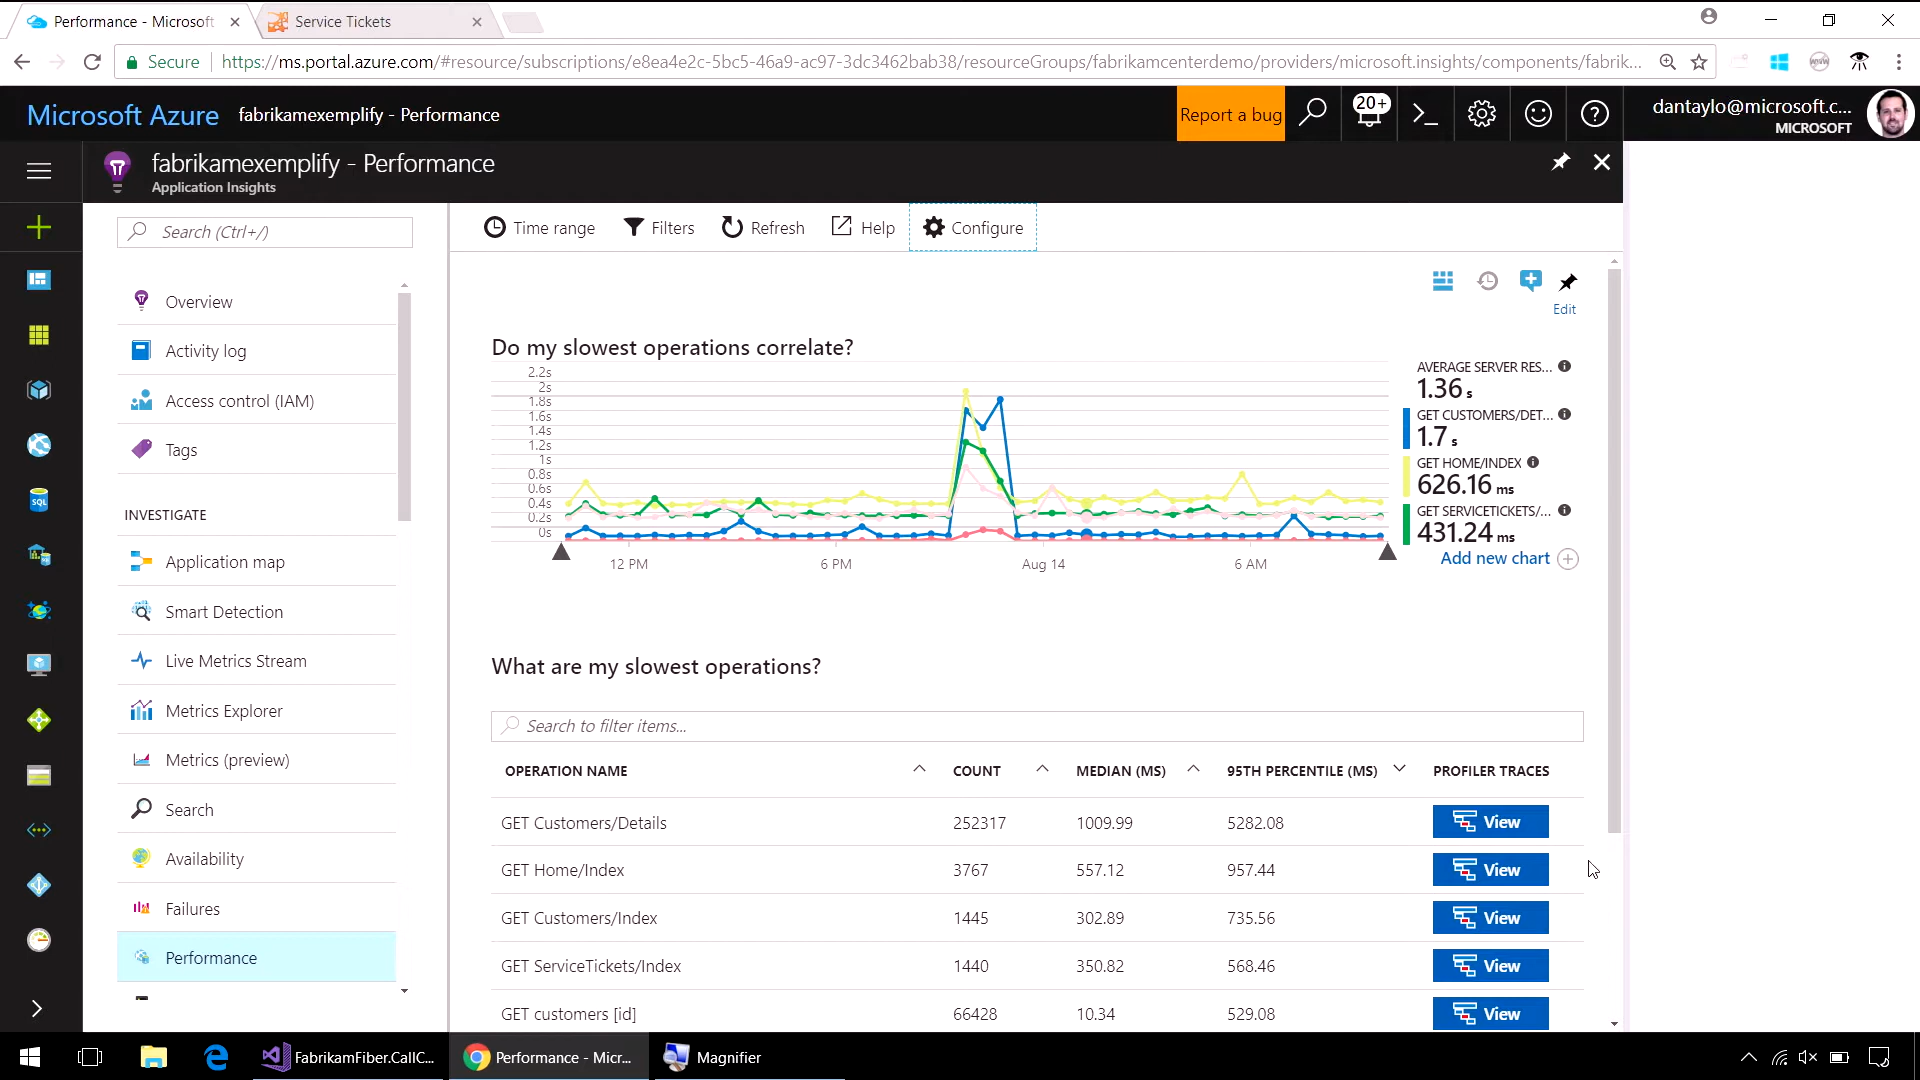 Performance - Microsoft
Service Tickets
Secure
https://ms.portal.azure.com/#resource/subscriptions/e8ea4e2c-5bc5-46a9-ac97-3dc3462bab38/resourceGroups/fabrikamcenterdemo/providers/microsoft.insights/components/fabrik...
Microsoft Azure
fabrikamexemplify - Performance
Report a bug
20+
dantaylo@microsoft.c...
MICROSOFT
fabrikamexemplify - Performance
Application Insights
Search (Ctrl+/)
Overview
Activity log
Access control (IAM)
Tags
INVESTIGATE
Application map
Smart Detection
Live Metrics Stream
Metrics Explorer
Metrics (preview)
Search
Availability
Failures
Performance
SQL
Time range
Filters
Refresh
Help
Configure
Edit
Do my slowest operations correlate?
2.2s
2s
1.8s
1.6s
1.4s
1.2s
1s
0.8s
0.6s
0.4s
0.2s
0s
12 PM
6 PM
Aug 14
6 AM
AVERAGE SERVER RES...
1.36 s
GET CUSTOMERS/DET...
1.7 s
GET HOME/INDEX
626.16 ms
GET SERVICETICKETS/...
431.24 ms
Add new chart
What are my slowest operations?
Search to filter items...
OPERATION NAME COUNT MEDIAN (MS) 95TH PERCENTILE (MS) PROFILER TRACES
GET Customers/Details 252317 1009.99 5282.08 View
GET Home/Index 3767 557.12 957.44 View
GET Customers/Index 1445 302.89 735.56 View
GET ServiceTickets/Index 1440 350.82 568.46 View
GET customers [id] 66428 10.34 529.08 View
FabrikamFiber.CallC...
Performance - Micr...
Magnifier